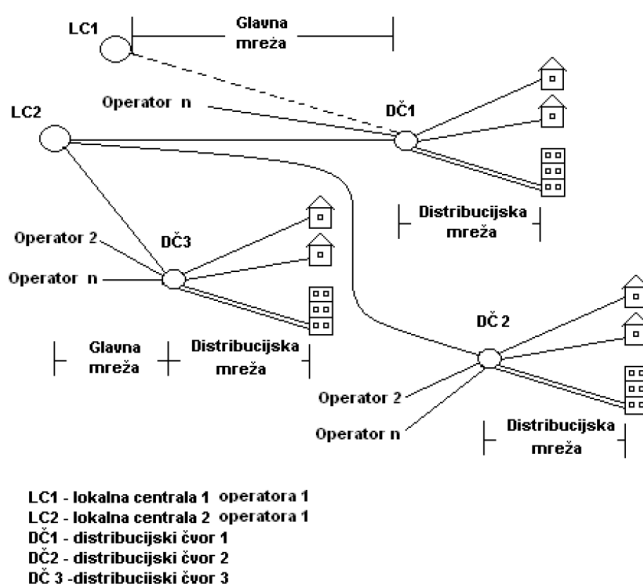 LC1
Glavna
mreža
Operator n
DČ1
LC2
Distribucijska
mreža
Operator 2
DČ3
Operator n
DČ 2
Glavna
mreža
Distribucijska
mreža
Operator 2
Operator n
Distribucijska
mreža
LC1 - lokalna centrala 1 operatora 1
LC2 - lokalna centrala 2 operatora 1
DČ1 - distribucijski čvor 1
DČ2 - distribucijski čvor 2
DČ 3 -distribucijski čvor 3